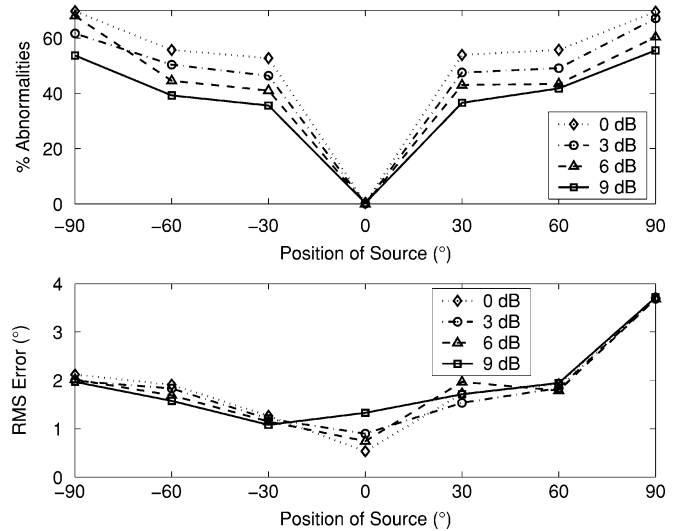 % Abnormalities
60
40
20
0
0 dB
3 dB
6 dB
9 dB
−90
−60
−30
0
30
60
90
Position of Source (°)
RMS Error (°)
4
3
2
1
0
0 dB
3 dB
6 dB
9 dB
−90
−60
−30
0
30
60
90
Position of Source (°)